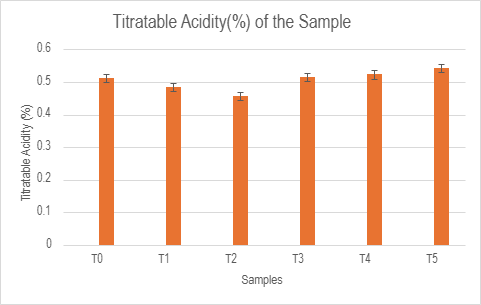 Titratable Acidity(%) of the Sample
0.6
0.5
0.4
0.3
0.2
0.1
0
Titratable Acidity (%)
T0 T1 T2 T3 T4 T5
Samples